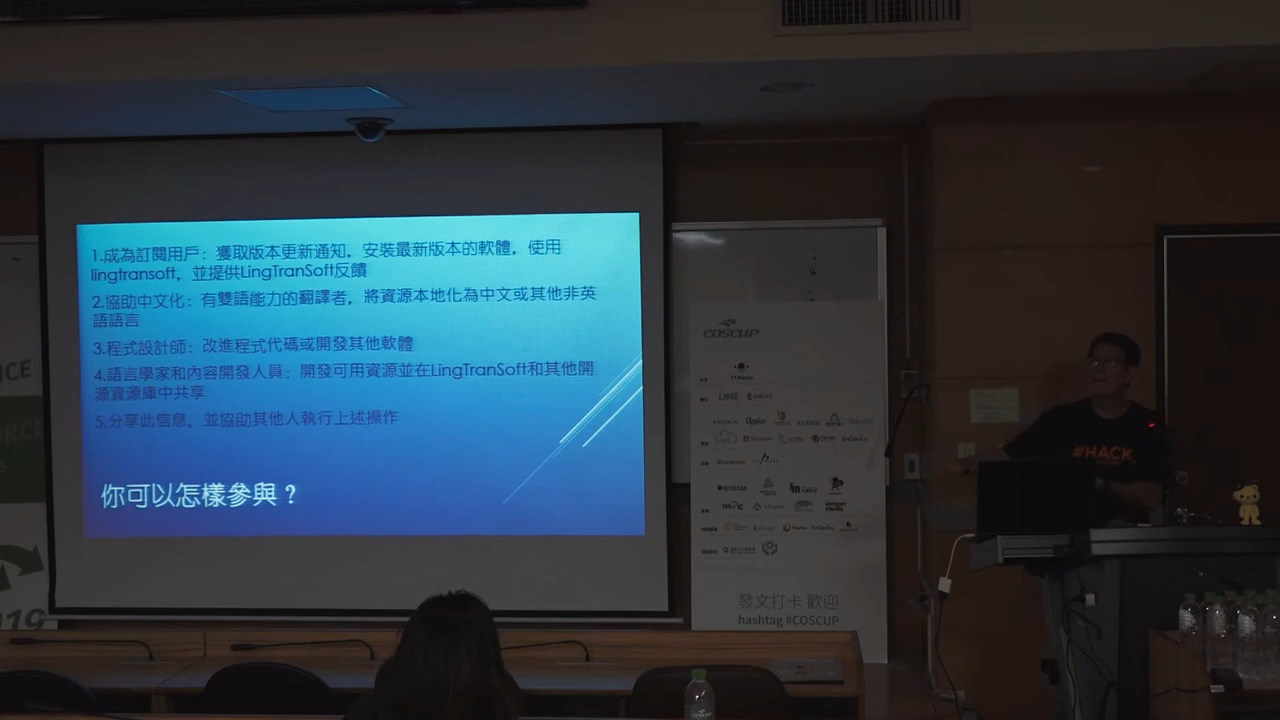 1.成為訂閱用戶：獲取版本更新通知，安裝最新版本的軟體，使用
lingtransoft，並提供LingTranSoft反饋
2.協助中文化：有雙語能力的翻譯者，將資源本地化為中文或其他非英
語語言
3.程式設計師：改進程式代碼或開發其他軟體
4.語言學家和內容開發人員：開發可用資源並在LingTranSoft和其他開
源資源庫中共享
5.分享此信息，並協助其他人執行上述操作
你可以怎樣參與？
COSCUP
LINE
發文打卡 歡迎
hashtag #COSCUP
#HACK